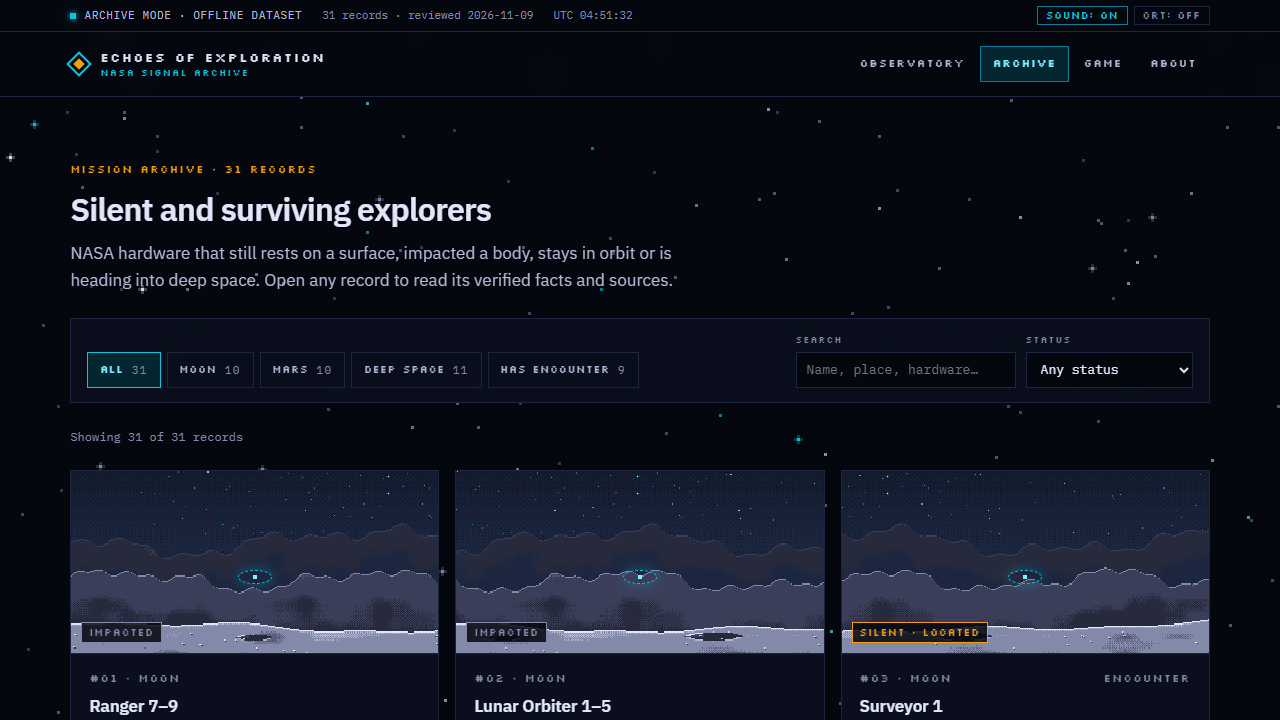 ARCHIVE MODE · OFFLINE DATASET 31 records · reviewed 2026-11-09 UTC 04:51:32 SOUND: ON ORT: OFF
ECHOES OF EXPLORATION
NASA SIGNAL ARCHIVE
OBSERVATORY ARCHIVE GAME ABOUT
MISSION ARCHIVE · 31 RECORDS
Silent and surviving explorers
NASA hardware that still rests on a surface, impacted a body, stays in orbit or is
heading into deep space. Open any record to read its verified facts and sources.
SEARCH STATUS
ALL 31 MOON 10 MARS 10 DEEP SPACE 11 HAS ENCOUNTER 9 Name, place, hardware… Any status
Showing 31 of 31 records
IMPACTED IMPACTED SILENT · LOCATED
#01 · MOON #02 · MOON #03 · MOON ENCOUNTER
Ranger 7–9 Lunar Orbiter 1–5 Surveyor 1